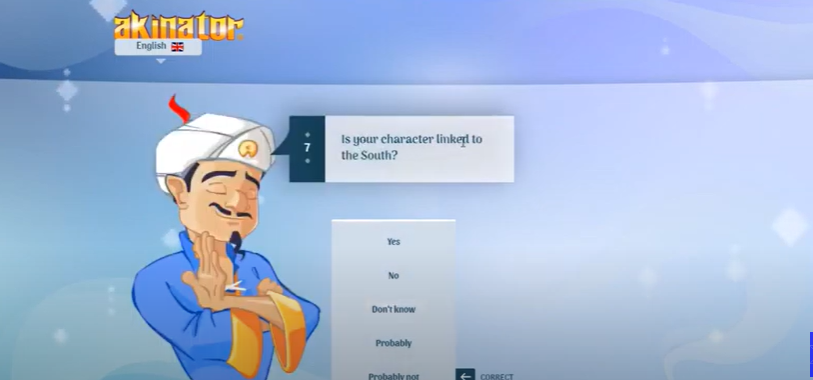 akinator
English
7
Is your character linked to
the South?
Yes
No
Don't know
Probably
Probably not
CORRECT